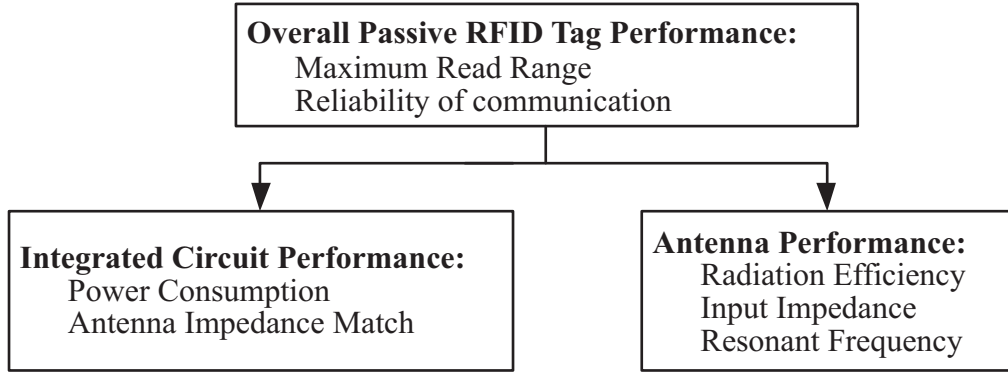 Overall Passive RFID Tag Performance:
Maximum Read Range
Reliability of communication
Integrated Circuit Performance:
Power Consumption
Antenna Impedance Match
Antenna Performance:
Radiation Efficiency
Input Impedance
Resonant Frequency